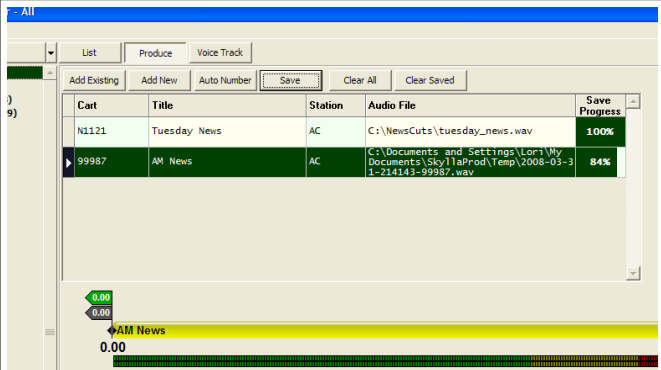 r - All
List Produce Voice Track
Add Existing Add New Auto Number Save Clear All Clear Saved
Cart Title Station Audio File Save Progress
N1121 Tuesday News AC C:\NewsCuts\tuesday_news.wav 100%
99987 AM News AC C:\Documents and Settings\Lori\My
Documents\SkyllaProd\Temp\2008-03-3
1-214143-99987.wav 84%
)
9)
0.00
0.00
AM News
0.00